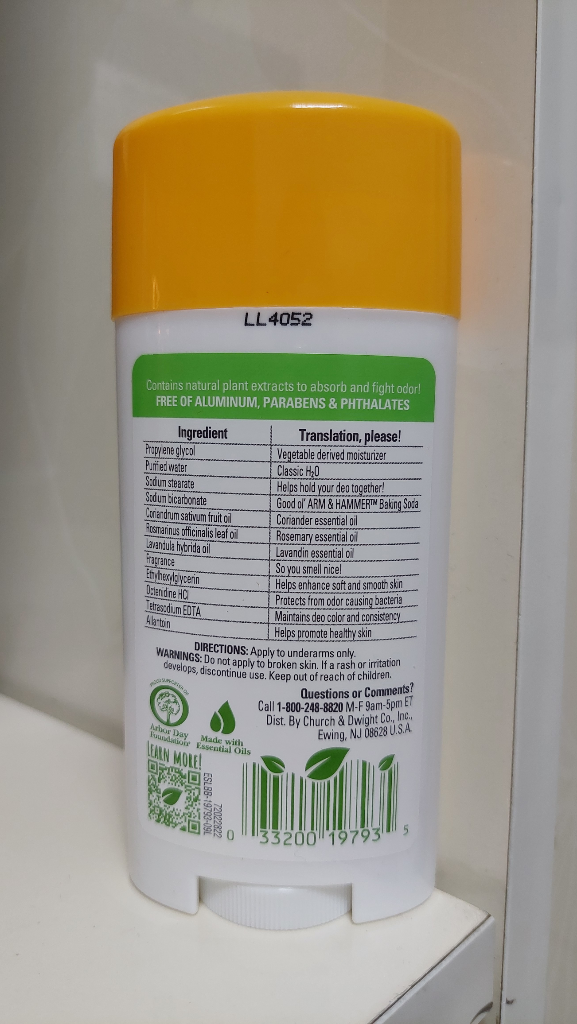 LL4052
Contains natural plant extracts to absorb and fight odor!
FREE OF ALUMINUM, PARABENS & PHTHALATES
Ingredient Translation, please!
Propylene glycol Vegetable derived moisturizer
Purified water Classic H₂O
Sodium stearate Helps hold your deo together!
Sodium bicarbonate Good ol' ARM & HAMMER™ Baking Soda
Coriandrum sativum fruit oil Coriander essential oil
Rosmarinus officinalis leaf oil Rosemary essential oil
Lavandula hybrida oil Lavandin essential oil
Fragrance So you smell nice!
Ethylhexylglycerin Helps enhance soft and smooth skin
Octenidine HCl Protects from odor causing bacteria
Tetrasodium EDTA Maintains deo color and consistency
Allantoin Helps promote healthy skin
DIRECTIONS: Apply to underarms only.
WARNINGS: Do not apply to broken skin. If a rash or irritation
develops, discontinue use. Keep out of reach of children.
Questions or Comments?
Call 1-800-248-8820 M-F 9am-5pm ET
Dist. By Church & Dwight Co., Inc.,
Ewing, NJ 08628 U.S.A.
PROUD SUPPORTER OF
Arbor Day
Foundation
Made with
Essential Oils
LEARN MORE!
72022822
0 33200 19793 5